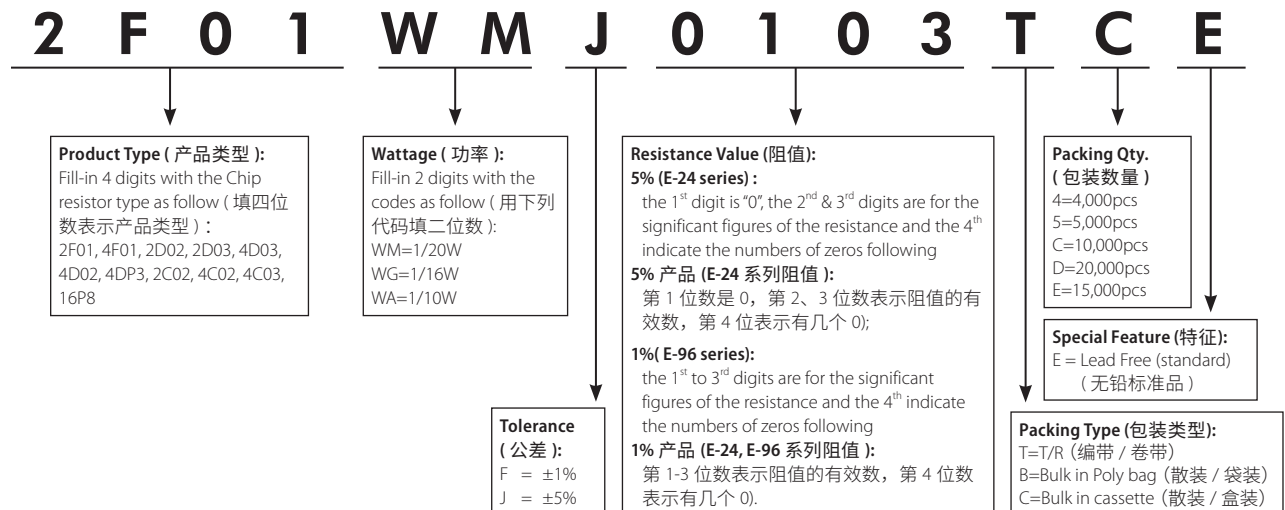 2 F 0 1 W M J 0 1 0 3 T C E
Product Type ( 产品类型 ):
Fill-in 4 digits with the Chip
resistor type as follow ( 填四位
数表示产品类型 ) :
2F01, 4F01, 2D02, 2D03, 4D03,
4D02, 4DP3, 2C02, 4C02, 4C03,
16P8
Wattage ( 功率 ):
Fill-in 2 digits with the
codes as follow ( 用下列
代码填二位数 ):
WM=1/20W
WG=1/16W
WA=1/10W
Tolerance
( 公差 ):
F = ±1%
J = ±5%
Resistance Value (阻值):
5% (E-24 series) :
the 1st digit is "0", the 2nd & 3rd digits are for the
significant figures of the resistance and the 4th
indicate the numbers of zeros following
5% 产品 (E-24 系列阻值 ):
第 1 位数是 0，第 2、3 位数表示阻值的有
效数，第 4 位表示有几个 0);
1%( E-96 series):
the 1st to 3rd digits are for the significant
figures of the resistance and the 4th indicate
the numbers of zeros following
1% 产品 (E-24, E-96 系列阻值 ):
第 1-3 位数表示阻值的有效数，第 4 位数
表示有几个 0).
Packing Qty.
( 包装数量 )
4=4,000pcs
5=5,000pcs
C=10,000pcs
D=20,000pcs
E=15,000pcs
Special Feature (特征):
E = Lead Free (standard)
( 无铅标准品 )
Packing Type (包装类型):
T=T/R（编带 / 卷带）
B=Bulk in Poly bag（散装 / 袋装）
C=Bulk in cassette（散装 / 盒装）